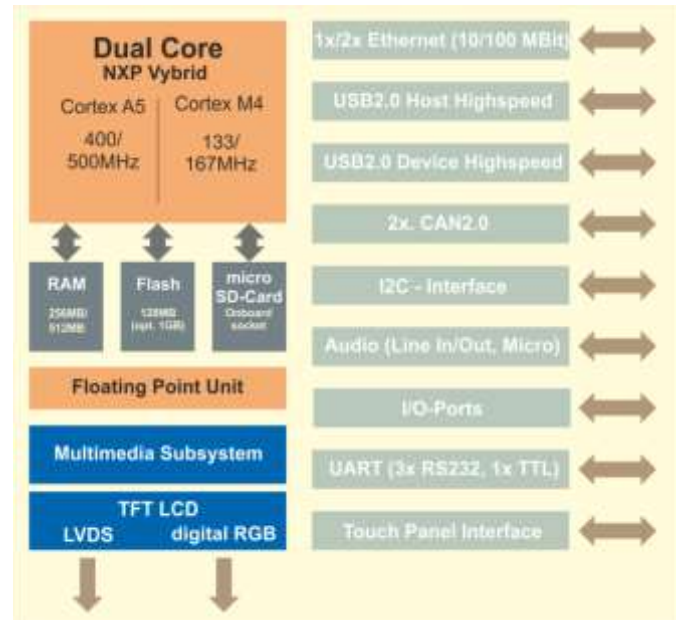 Dual Core
NXP Vybrid
Cortex A5
400/
500MHz
Cortex M4
133/
167MHz
RAM
256MB/
512MB
Flash
128MB
(opt. 1GB)
micro
SD-Card
Onboard
socket
Floating Point Unit
Multimedia Subsystem
TFT LCD
LVDS digital RGB
1x/2x Ethernet (10/100 MBit)
USB2.0 Host Highspeed
USB2.0 Device Highspeed
2x. CAN2.0
I2C - Interface
Audio (Line In/Out, Micro)
I/O-Ports
UART (3x RS232, 1x TTL)
Touch Panel Interface